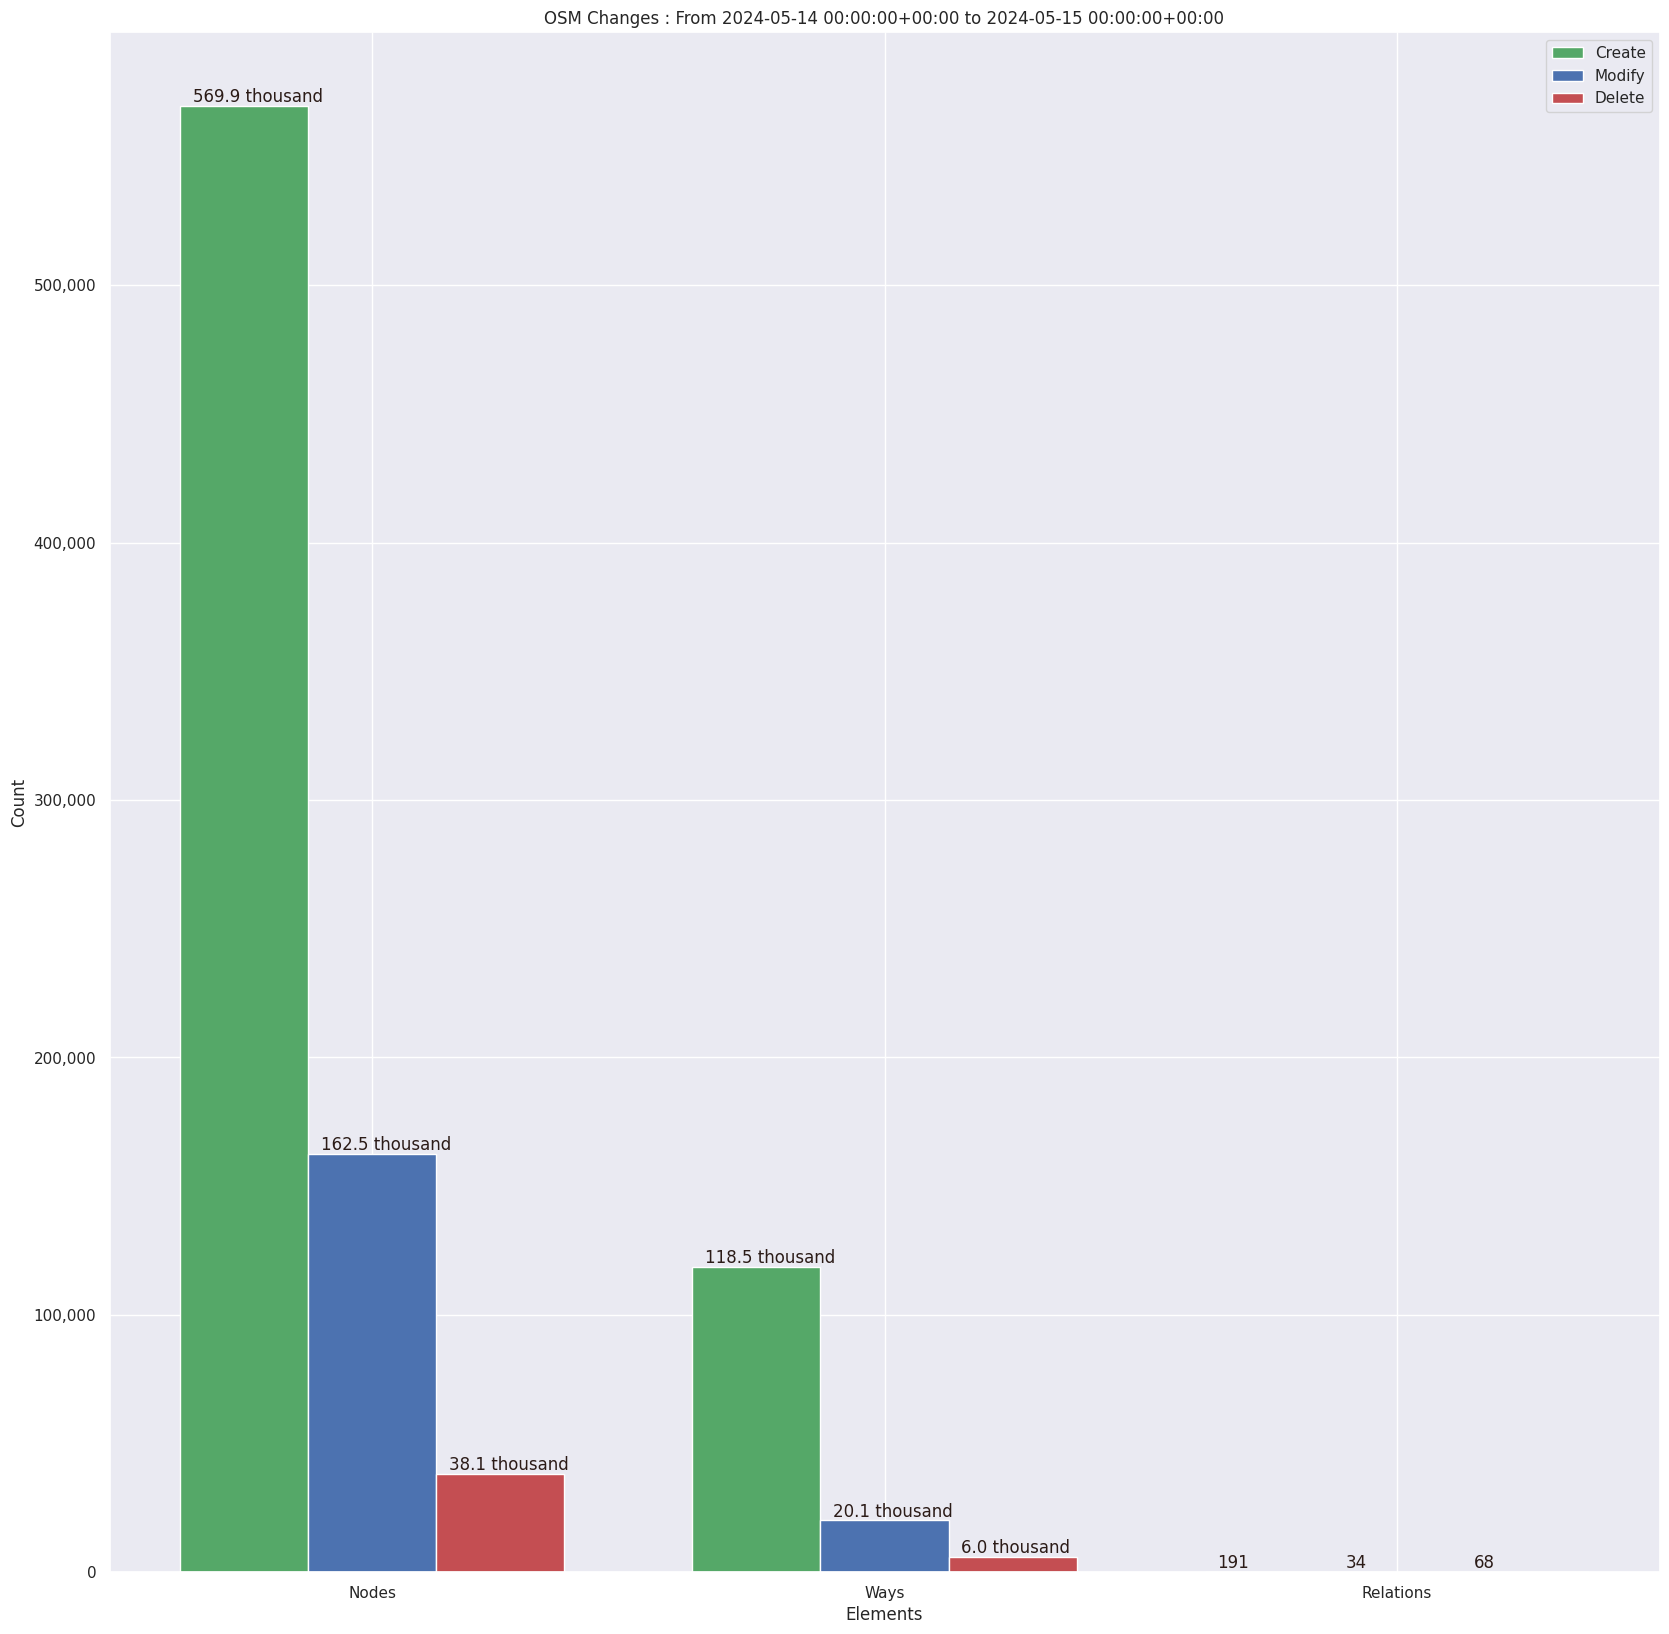 OSM Changes : From 2024-05-14 00:00:00+00:00 to 2024-05-15 00:00:00+00:00
Create
Modify
Delete
569.9 thousand
500,000
400,000
300,000
Count
200,000
162.5 thousand
118.5 thousand
100,000
38.1 thousand
20.1 thousand
6.0 thousand
191
34
68
0
Nodes
Ways
Relations
Elements